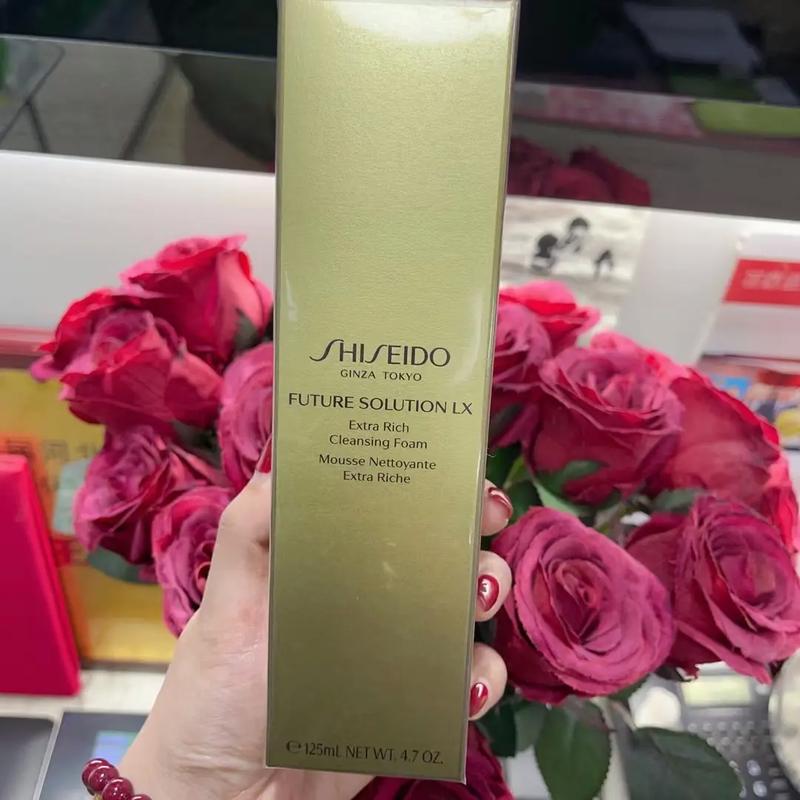 SHISEIDO
GINZA TOKYO
FUTURE SOLUTION LX
Extra Rich
Cleansing Foam
Mousse Nettoyante
Extra Riche
℮125mL NET WT. 4.7 OZ.